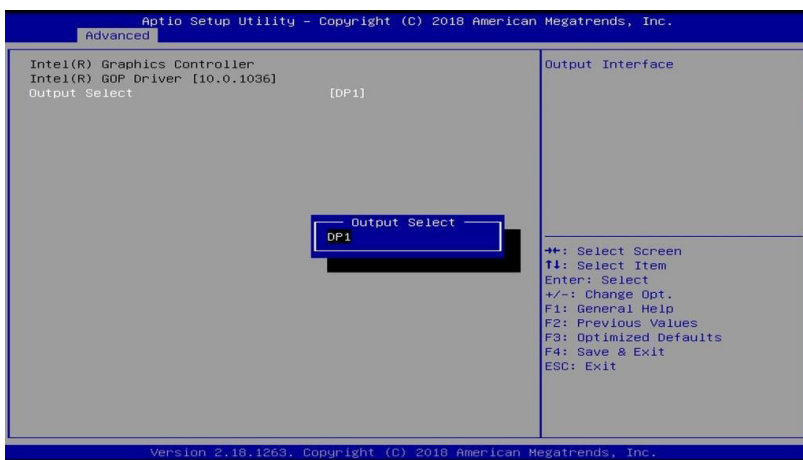 Aptio Setup Utility – Copyright (C) 2018 American Megatrends, Inc.
Advanced
Intel(R) Graphics Controller
Intel(R) GOP Driver [10.0.1036]
Output Select [DP1]
Output Interface
Output Select
DP1
→←: Select Screen
↑↓: Select Item
Enter: Select
+/-: Change Opt.
F1: General Help
F2: Previous Values
F3: Optimized Defaults
F4: Save & Exit
ESC: Exit
Version 2.18.1263. Copyright (C) 2018 American Megatrends, Inc.